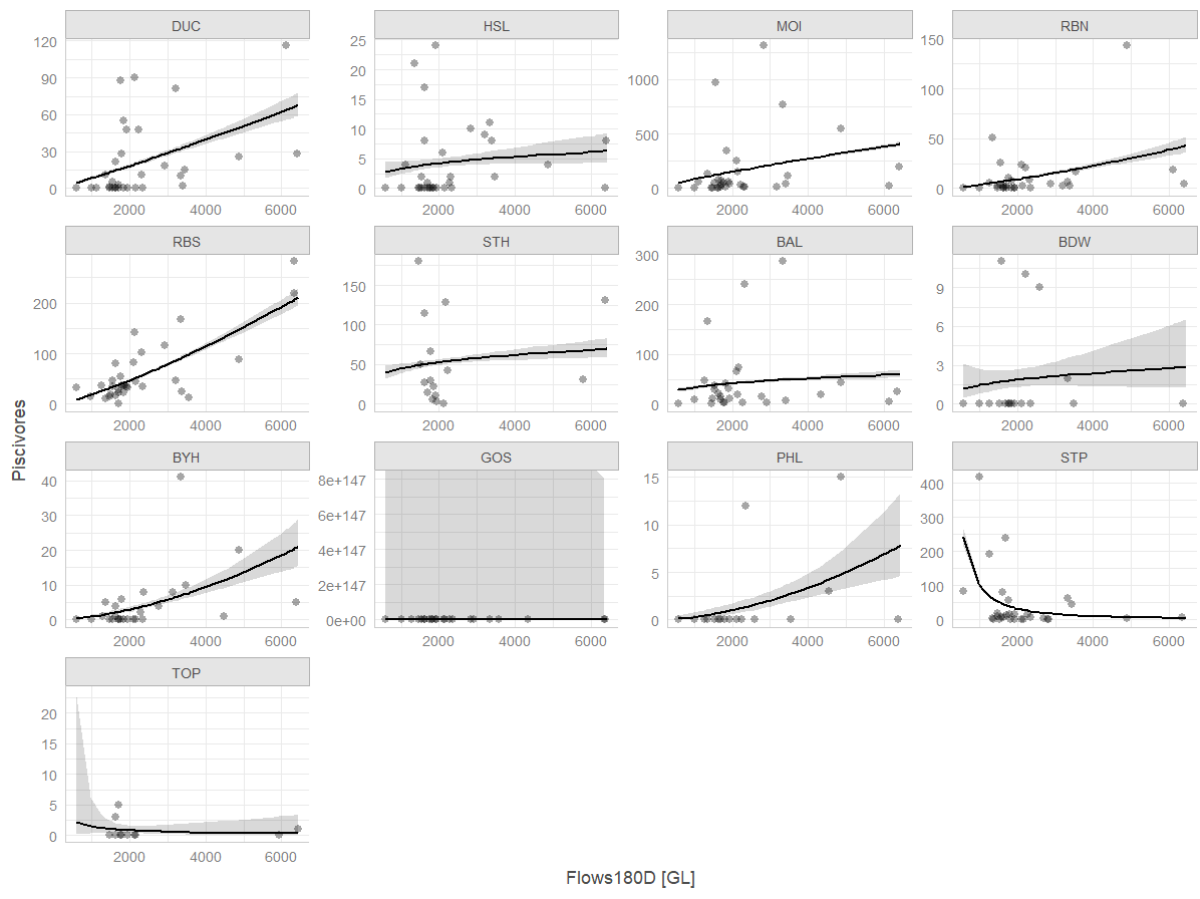 DUC HSL MOI RBN
120 90 60 30 0
25 20 15 10 5 0
1000 500 0
150 100 50 0
2000 4000 6000 2000 4000 6000 2000 4000 6000 2000 4000 6000
RBS STH BAL BDW
200 100 0
150 100 50 0
300 200 100 0
9 6 3 0
2000 4000 6000 2000 4000 6000 2000 4000 6000 2000 4000 6000
Piscivores
BYH GOS PHL STP
40 30 20 10 0
8e+147 6e+147 4e+147 2e+147 0e+00
15 10 5 0
400 300 200 100 0
2000 4000 6000 2000 4000 6000 2000 4000 6000 2000 4000 6000
TOP
20 15 10 5 0
2000 4000 6000
Flows180D [GL]